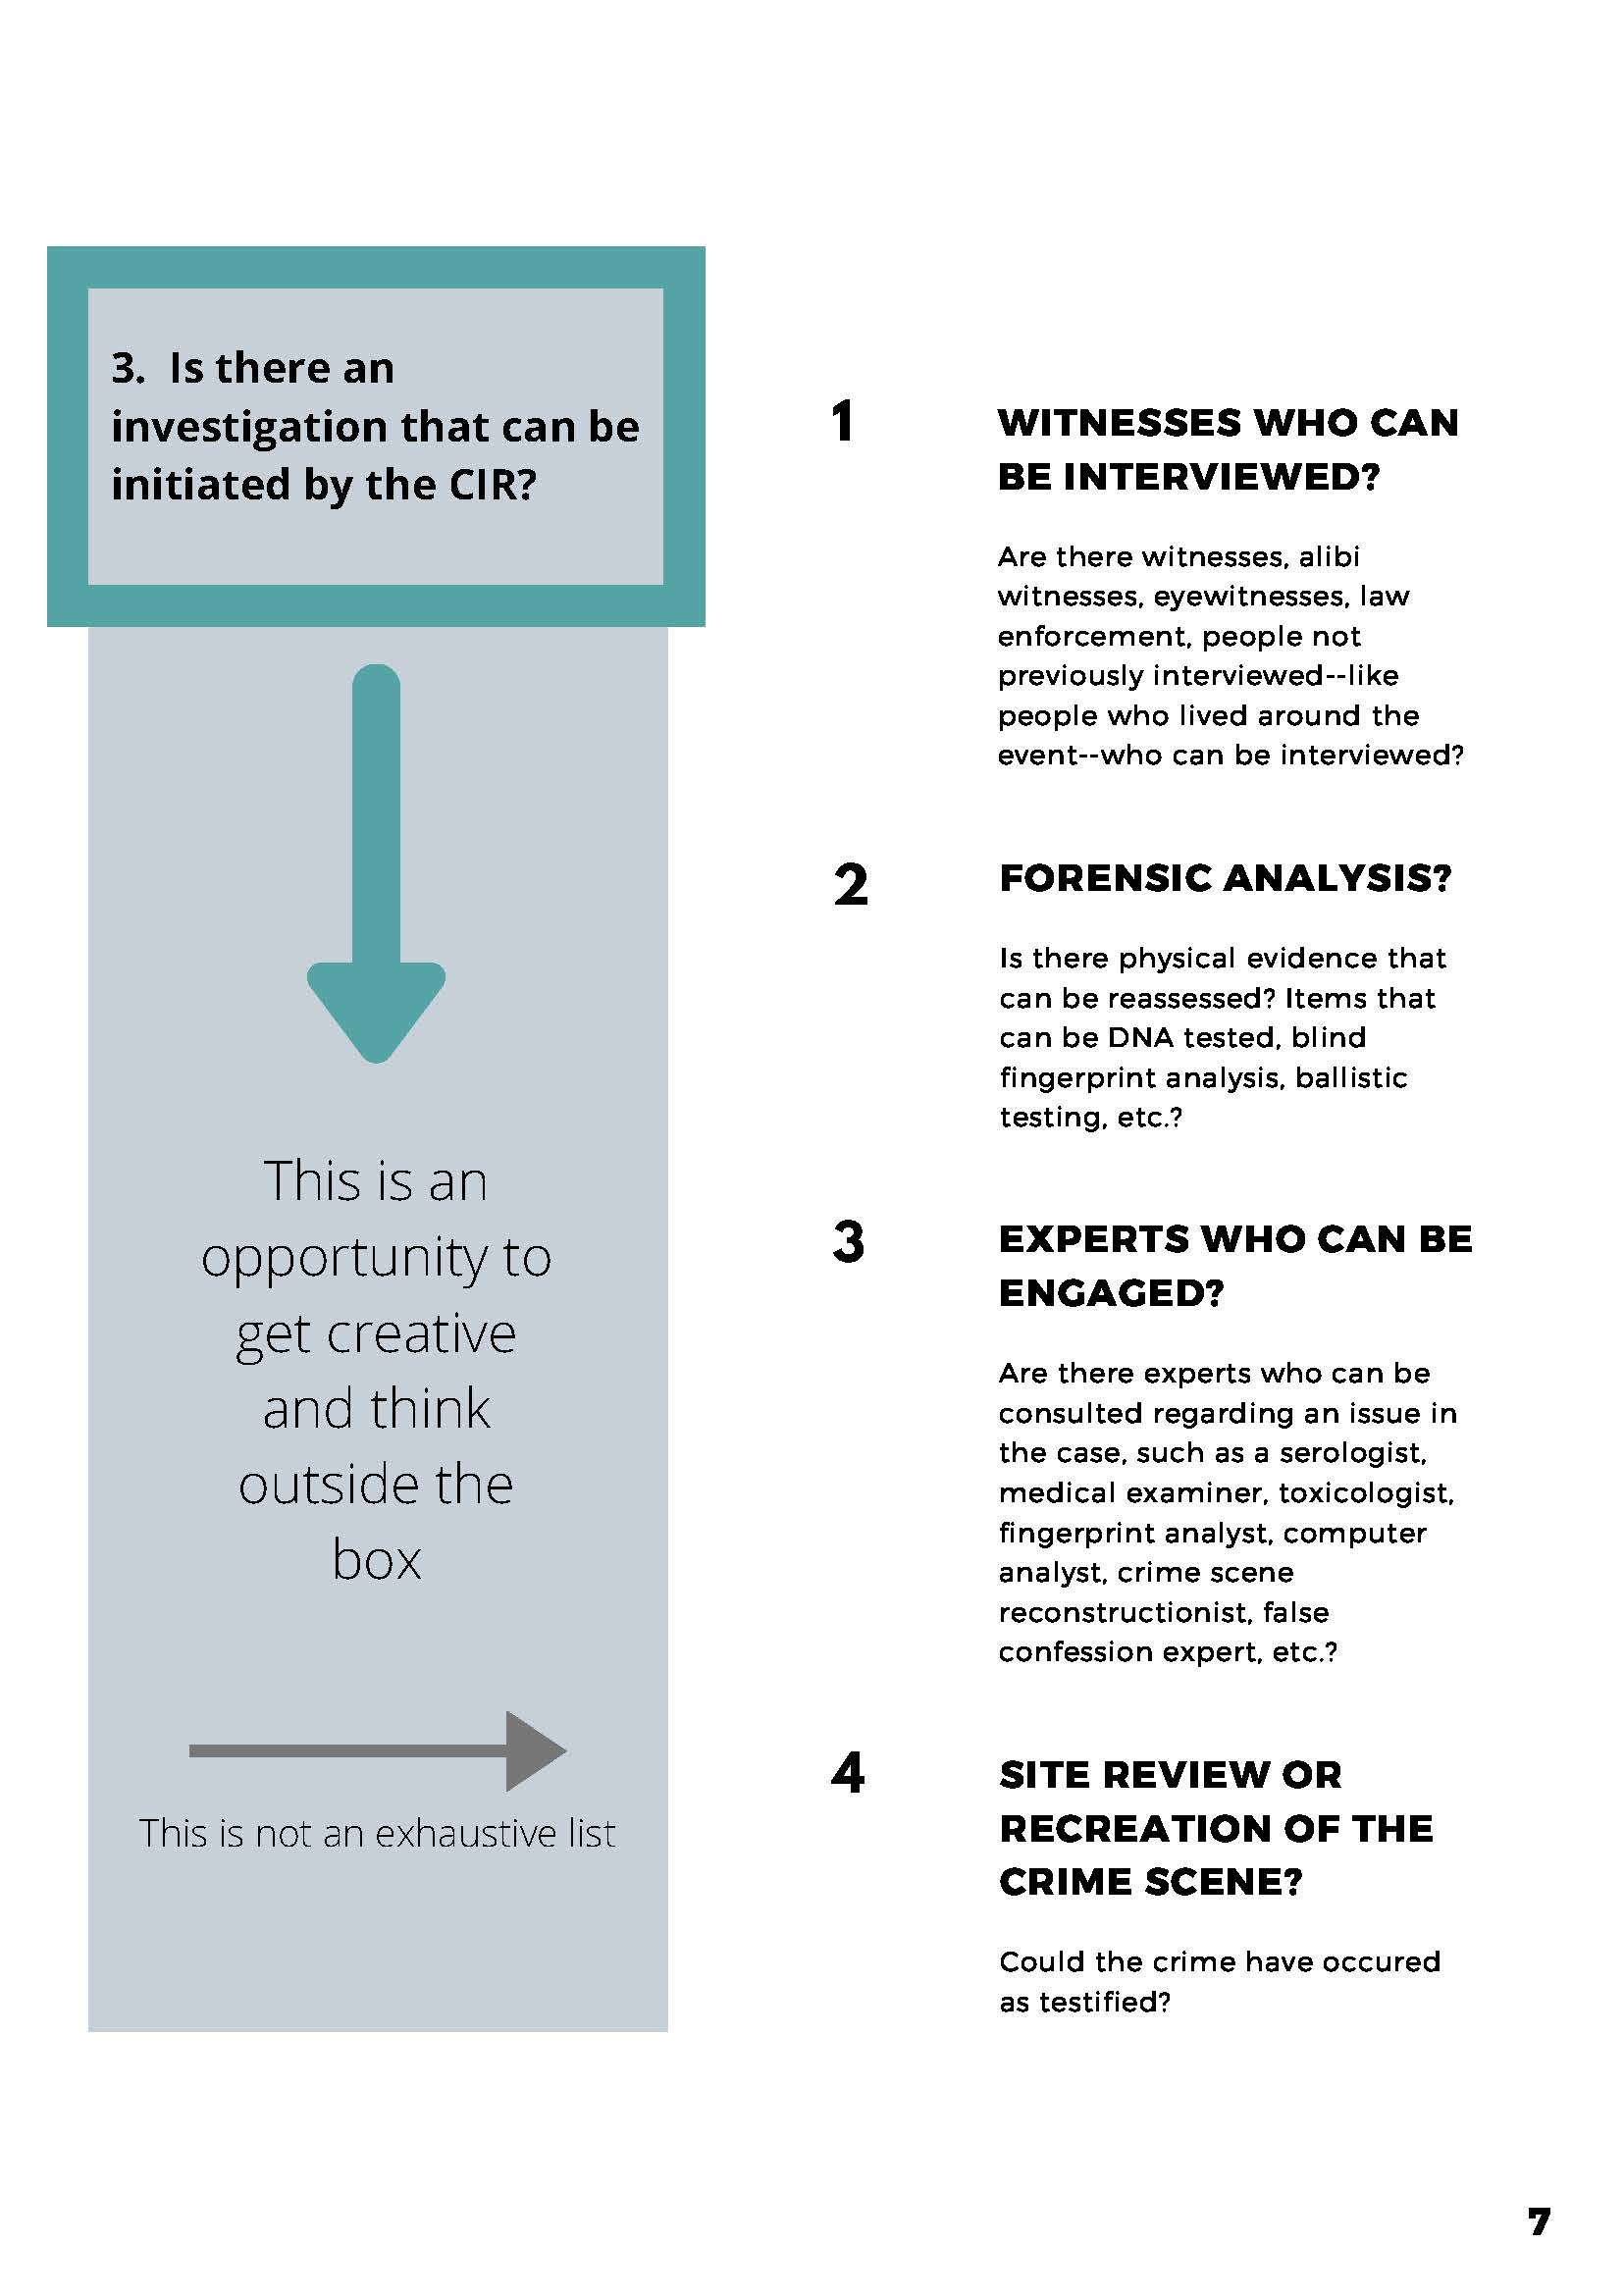 3. Is there an
investigation that can be
initiated by the CIR?
This is an
opportunity to
get creative
and think
outside the
box
This is not an exhaustive list
1
WITNESSES WHO CAN
BE INTERVIEWED?
Are there witnesses, alibi
witnesses, eyewitnesses, law
enforcement, people not
previously interviewed--like
people who lived around the
event--who can be interviewed?
2
FORENSIC ANALYSIS?
Is there physical evidence that
can be reassessed? Items that
can be DNA tested, blind
fingerprint analysis, ballistic
testing, etc.?
3
EXPERTS WHO CAN BE
ENGAGED?
Are there experts who can be
consulted regarding an issue in
the case, such as a serologist,
medical examiner, toxicologist,
fingerprint analyst, computer
analyst, crime scene
reconstructionist, false
confession expert, etc.?
4
SITE REVIEW OR
RECREATION OF THE
CRIME SCENE?
Could the crime have occured
as testified?
7